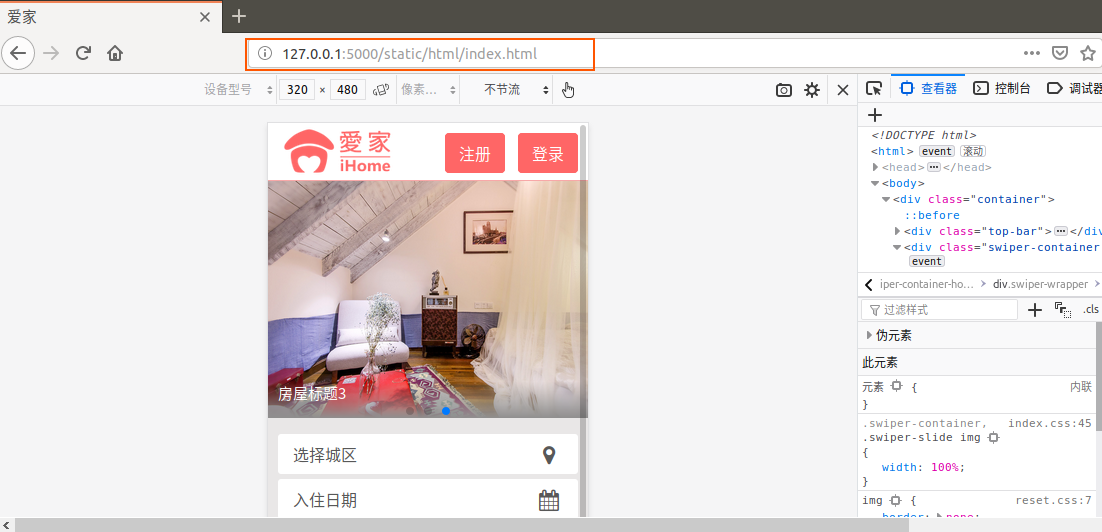 爱家
127.0.0.1:5000/static/html/index.html
设备型号 320 × 480 像素… 不节流
查看器 控制台 调试器
愛家
iHome
注册 登录
房屋标题3
选择城区
入住日期
<!DOCTYPE html>
<html> event 滚动
<head> </head>
<body>
<div class="container">
::before
<div class="top-bar"> </div
<div class="swiper-container
event
iper-container-ho… div.swiper-wrapper
过滤样式 .cls
伪元素
此元素
元素 { 内联
}
.swiper-container, index.css:45
.swiper-slide img
{
width: 100%;
}
img { reset.css:7
border: none;